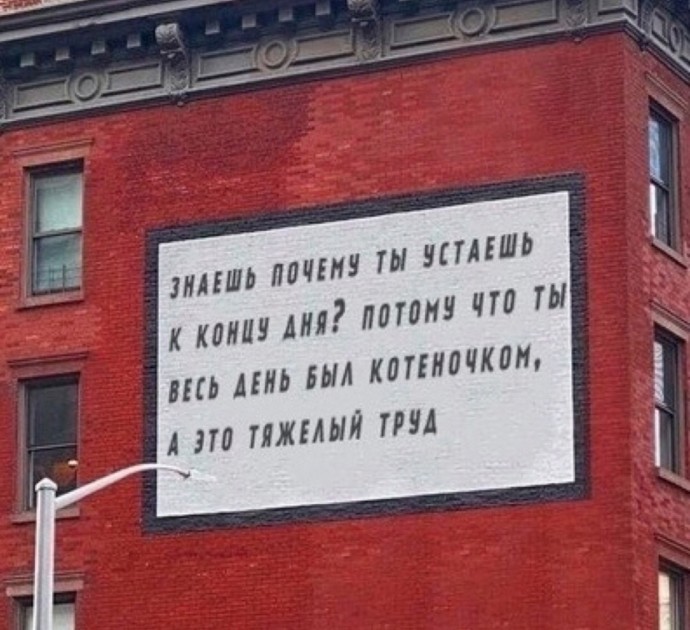 ЗНАЕШЬ ПОЧЕМУ ТЫ УСТАЕШЬ
К КОНЦУ ДНЯ? ПОТОМУ ЧТО ТЫ
ВЕСЬ ДЕНЬ БЫЛ КОТЕНОЧКОМ,
А ЭТО ТЯЖЕЛЫЙ ТРУД